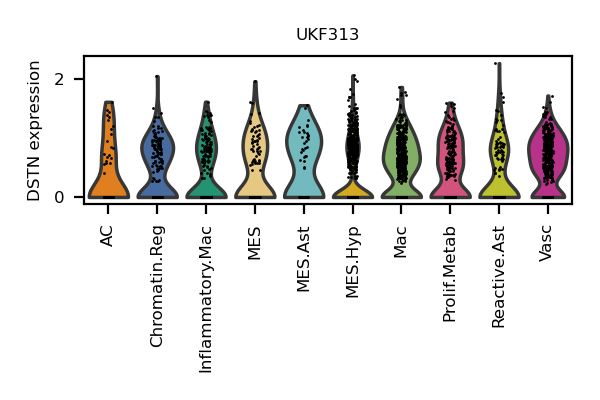 UKF313
DSTN expression
2
0
AC
Chromatin.Reg
Inflammatory.Mac
MES
MES.Ast
MES.Hyp
Mac
Prolif.Metab
Reactive.Ast
Vasc